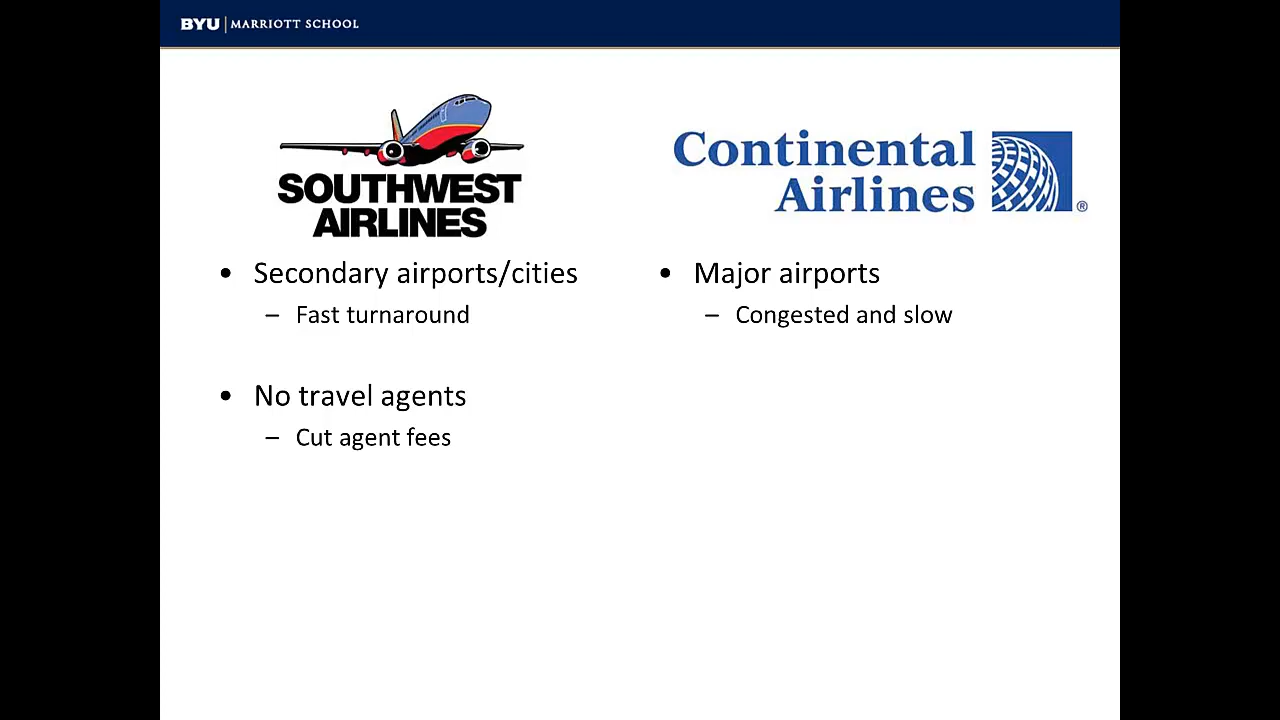 BYU | MARRIOTT SCHOOL
SOUTHWEST
AIRLINES
• Secondary airports/cities
– Fast turnaround
• No travel agents
– Cut agent fees
Continental
Airlines ®
• Major airports
– Congested and slow